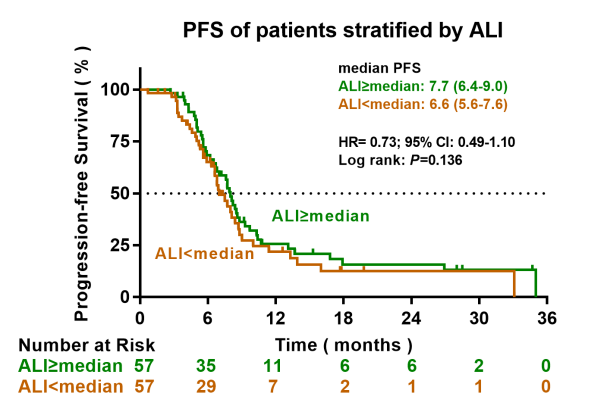 PFS of patients stratified by ALI
Progression-free Survival ( % )
100
75
50
25
0
median PFS
ALI≥median: 7.7 (6.4-9.0)
ALI<median: 6.6 (5.6-7.6)
HR= 0.73; 95% CI: 0.49-1.10
Log rank: P=0.136
ALI≥median
ALI<median
0 6 12 18 24 30 36
Time ( months )
Number at Risk
ALI≥median 57 35 11 6 6 2 0
ALI<median 57 29 7 2 1 1 0